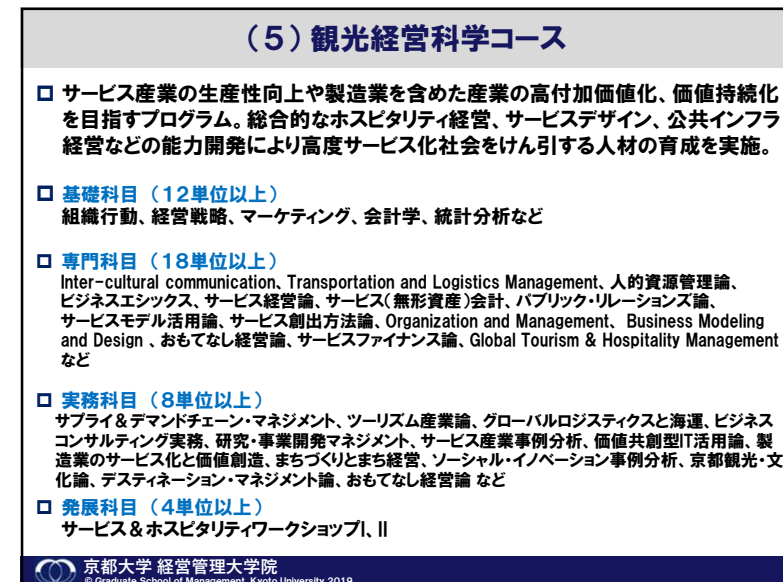 （５）観光経営科学コース
サービス産業の生産性向上や製造業を含めた産業の高付加価値化、価値持続化
を目指すプログラム。総合的なホスピタリティ経営、サービスデザイン、公共インフラ
経営などの能力開発により高度サービス化社会をけん引する人材の育成を実施。
基礎科目（１２単位以上）
組織行動、経営戦略、マーケティング、会計学、統計分析など
専門科目（１８単位以上）
Inter-cultural communication、Transportation and Logistics Management、人的資源管理論、
ビジネスエシックス、サービス経営論、サービス（無形資産）会計、パブリック・リレーションズ論、
サービスモデル活用論、サービス創出方法論、Organization and Management、 Business Modeling
and Design 、おもてなし経営論、サービスファイナンス論、Global Tourism & Hospitality Management
など
実務科目（８単位以上）
サプライ＆デマンドチェーン・マネジメント、ツーリズム産業論、グローバルロジスティクスと海運、ビジネス
コンサルティング実務、研究・事業開発マネジメント、サービス産業事例分析、価値共創型IT活用論、製
造業のサービス化と価値創造、まちづくりとまち経営、ソーシャル・イノベーション事例分析、京都観光・文
化論、デスティネーション・マネジメント論、おもてなし経営論 など
発展科目（４単位以上）
サービス＆ホスピタリティワークショップⅠ、Ⅱ
京都大学 経営管理大学院
© Graduate School of Management, Kyoto University 2019